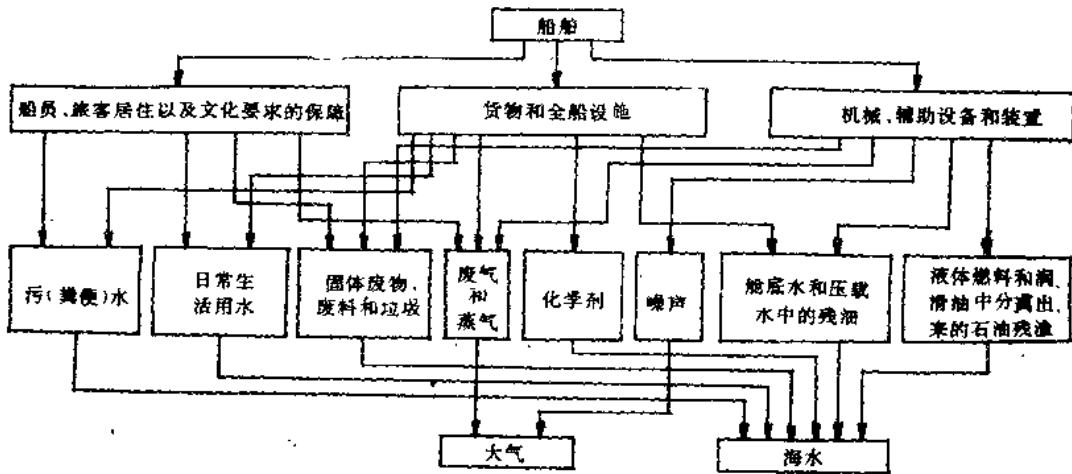 船舶
船员、旅客居住以及文化要求的保障
货物和全船设施
机械、辅助设备和装置
污(粪便)水
日常生
活用水
固体废物,
废料和垃圾
废气
和
蒸气
化学剂
噪声
舱底水和压载
水中的残油
液体燃料和润
滑油中分离出
来的石油残渣
大气
海水